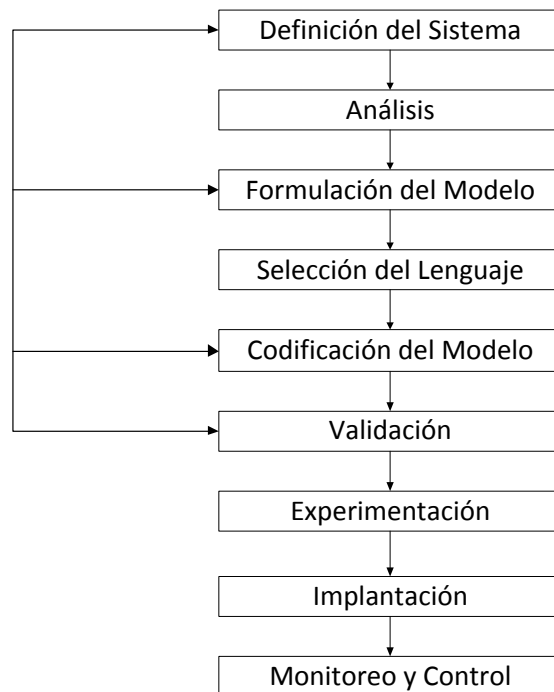 Definición del Sistema
Análisis
Formulación del Modelo
Selección del Lenguaje
Codificación del Modelo
Validación
Experimentación
Implantación
Monitoreo y Control